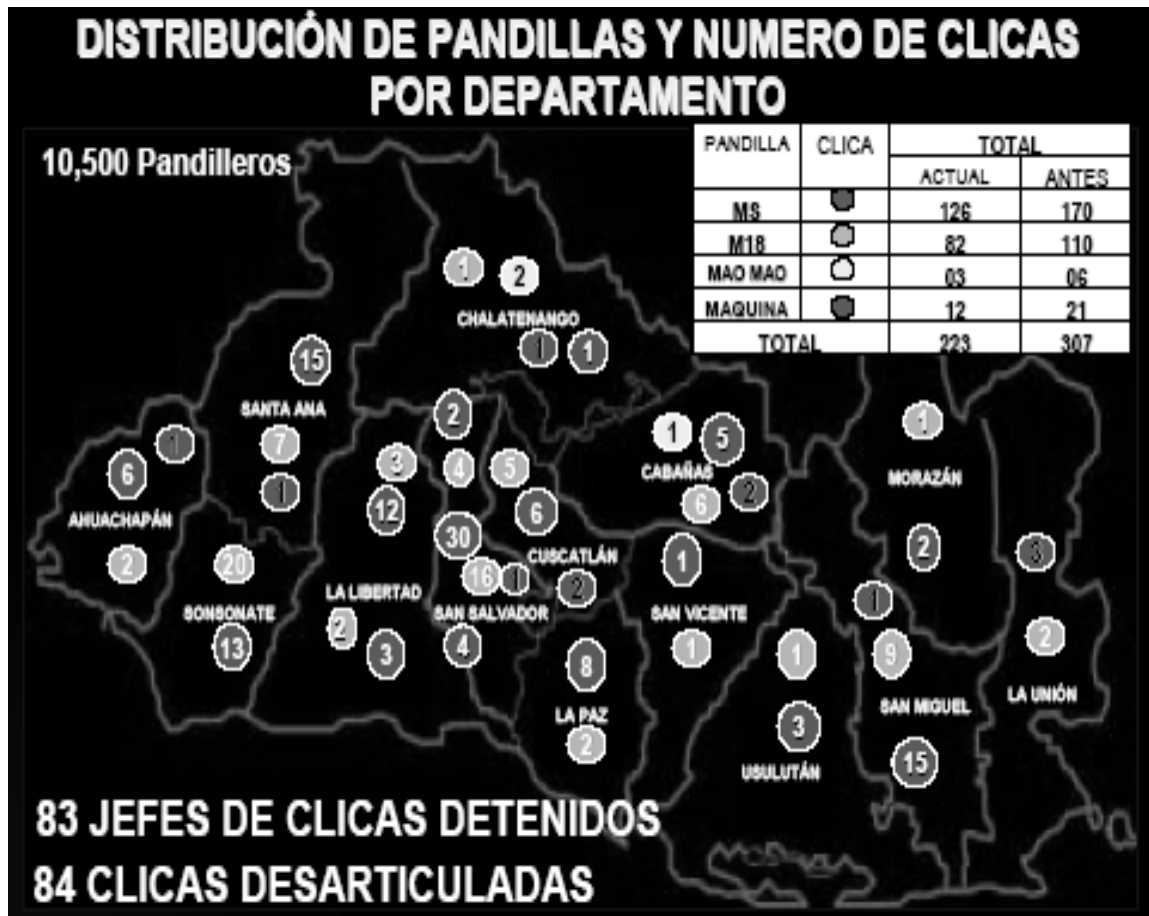 DISTRIBUCIÓN DE PANDILLAS Y NUMERO DE CLICAS
POR DEPARTAMENTO
10,500 Pandilleros
PANDILLA CLICA TOTAL
ACTUAL ANTES
MS 126 170
M18 82 110
MAO MAO 03 06
MAQUINA 12 21
TOTAL 223 307
1 2
CHALATENANGO
1 1
15
SANTA ANA
7
1
1
6
AHUACHAPÁN
2
20
SONSONATE
13
3
12
LA LIBERTAD
2
3
2
4
30
16 1
SAN SALVADOR
4
5
6
CUSCATLÁN
2
1 5
CABAÑAS
6 2
8
LA PAZ
2
1
SAN VICENTE
1
1
3
USULUTÁN
1
9
SAN MIGUEL
15
1
MORAZÁN
2
3
2
LA UNIÓN
83 JEFES DE CLICAS DETENIDOS
84 CLICAS DESARTICULADAS